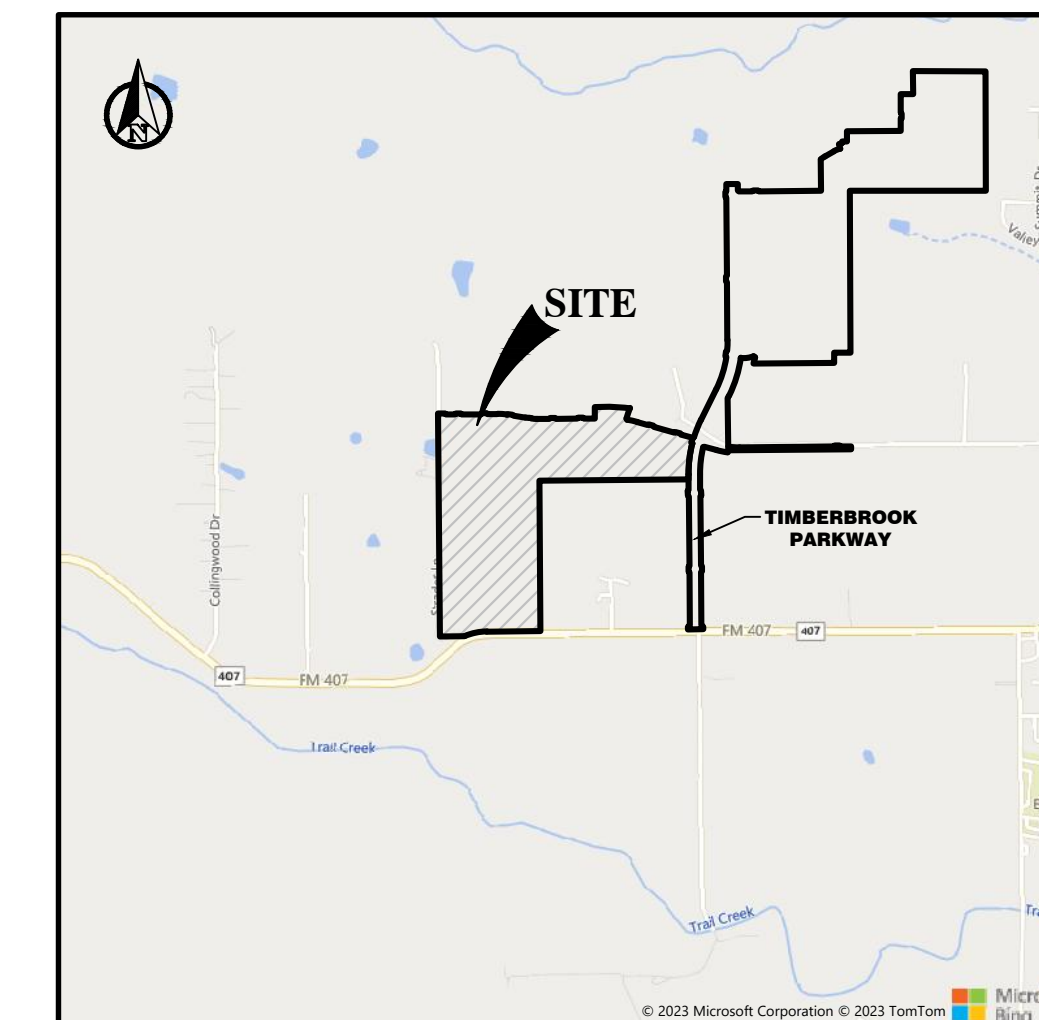 N
SITE
Valley
Collingwood Dr
TIMBERBROOK
PARKWAY
FM 407
407
407
FM 407
Trail Creek
Trail Creek
© 2023 Microsoft Corporation © 2023 TomTom